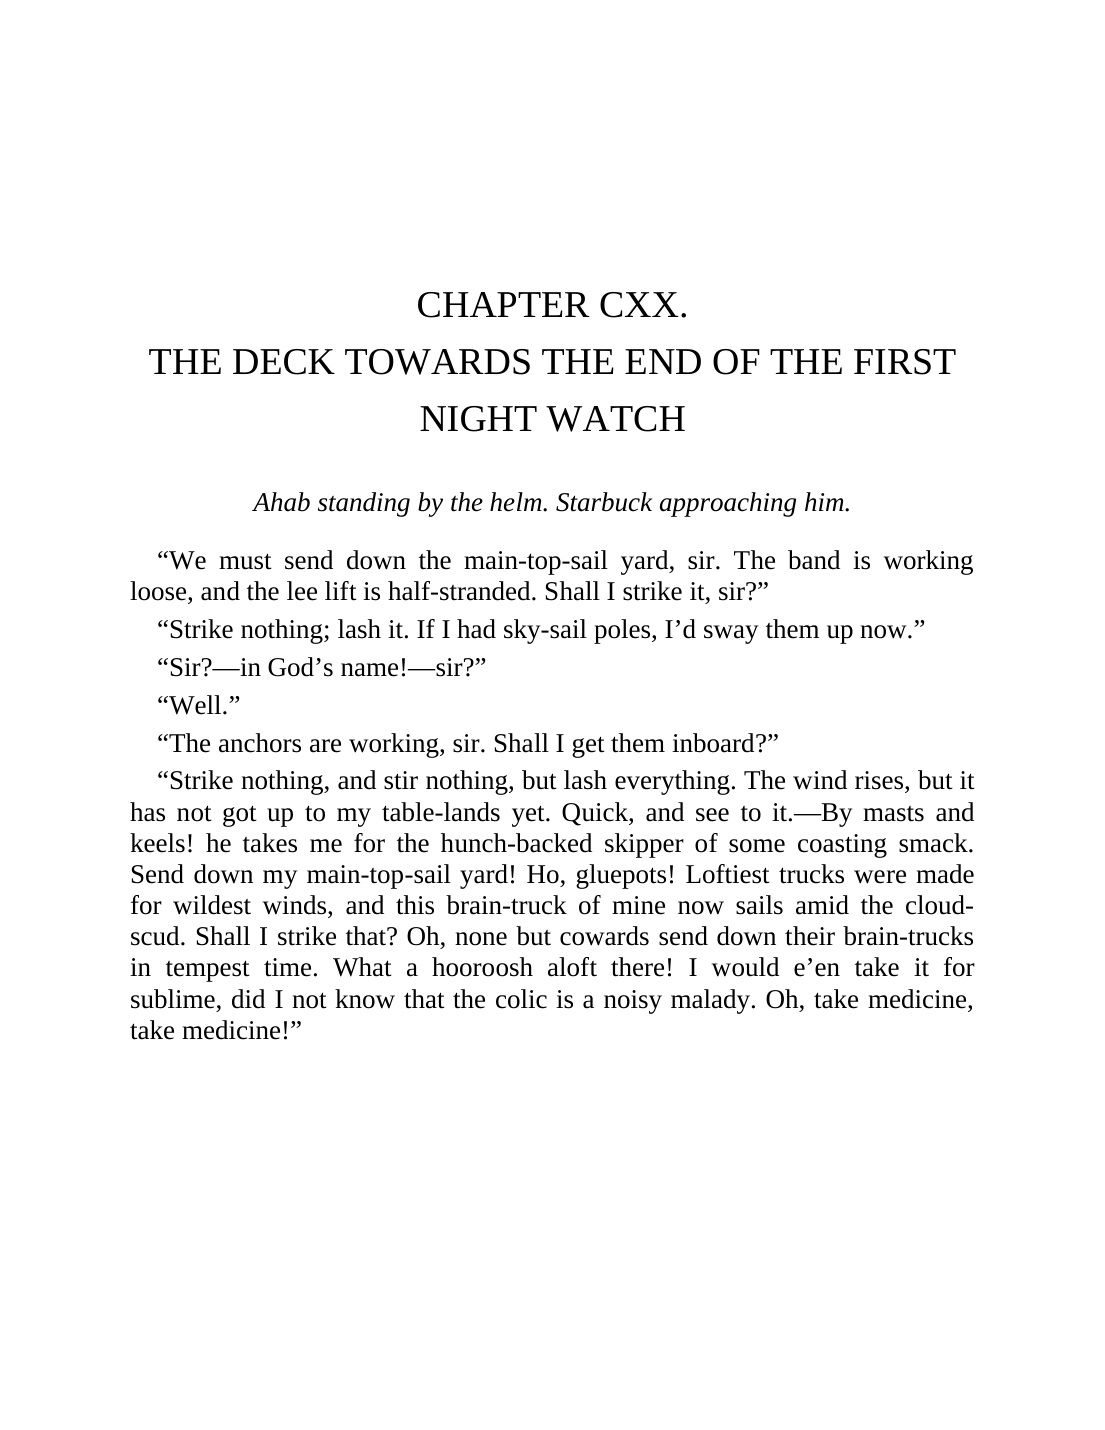 CHAPTER CXX.
THE DECK TOWARDS THE END OF THE FIRST
NIGHT WATCH
Ahab standing by the helm. Starbuck approaching him.
“We must send down the main-top-sail yard, sir. The band is working
loose, and the lee lift is half-stranded. Shall I strike it, sir?”
“Strike nothing; lash it. If I had sky-sail poles, I’d sway them up now.”
“Sir?—in God’s name!—sir?”
“Well.”
“The anchors are working, sir. Shall I get them inboard?”
“Strike nothing, and stir nothing, but lash everything. The wind rises, but it
has not got up to my table-lands yet. Quick, and see to it.—By masts and
keels! he takes me for the hunch-backed skipper of some coasting smack.
Send down my main-top-sail yard! Ho, gluepots! Loftiest trucks were made
for wildest winds, and this brain-truck of mine now sails amid the cloud-
scud. Shall I strike that? Oh, none but cowards send down their brain-trucks
in tempest time. What a hooroosh aloft there! I would e’en take it for
sublime, did I not know that the colic is a noisy malady. Oh, take medicine,
take medicine!”